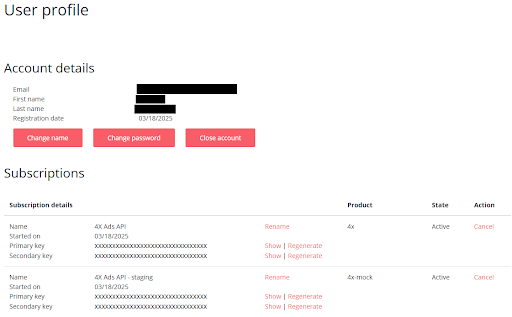 User profile
Account details
Email
First name
Last name
Registration date 03/18/2025
Change name Change password Close account
Subscriptions
Subscription details Product State Action
Name 4X Ads API Rename 4x Active Cancel
Started on 03/18/2025
Primary key xxxxxxxxxxxxxxxxxxxxxxxxxxxxxxxx Show | Regenerate
Secondary key xxxxxxxxxxxxxxxxxxxxxxxxxxxxxxxx Show | Regenerate
Name 4X Ads API - staging Rename 4x-mock Active Cancel
Started on 03/18/2025
Primary key xxxxxxxxxxxxxxxxxxxxxxxxxxxxxxxx Show | Regenerate
Secondary key xxxxxxxxxxxxxxxxxxxxxxxxxxxxxxxx Show | Regenerate